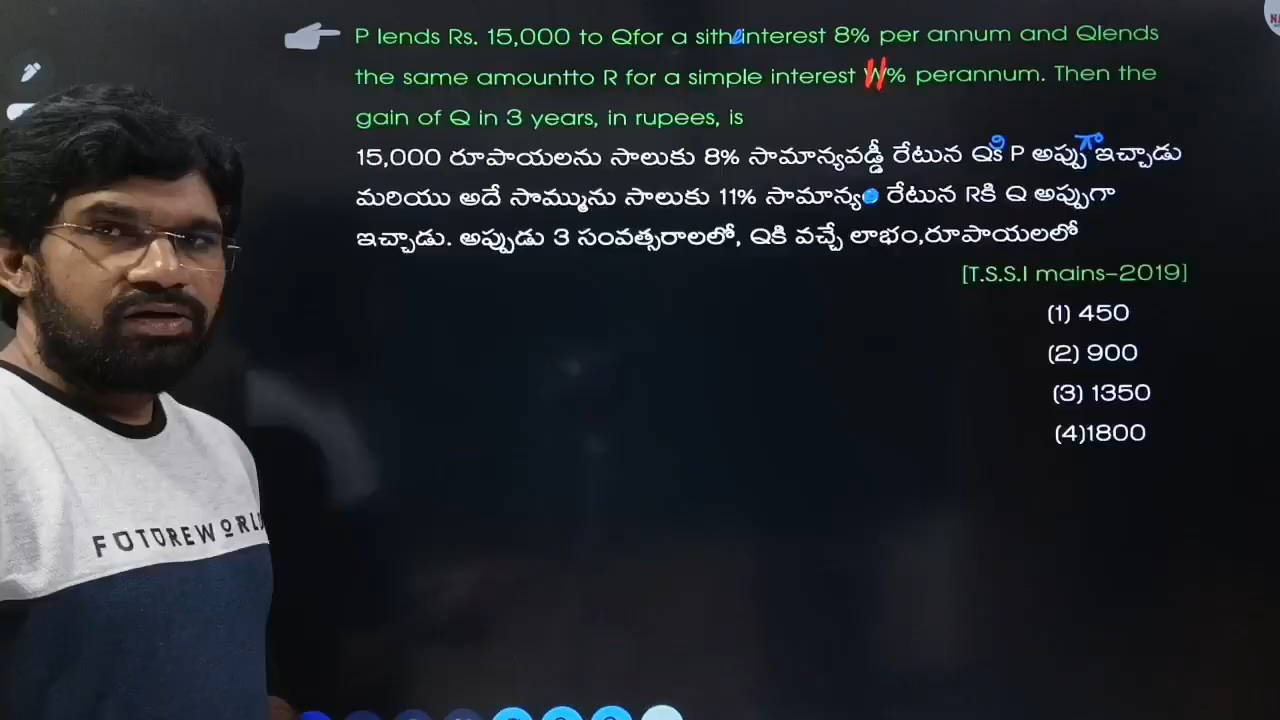 P lends Rs. 15,000 to Qfor a sitheinterest 8% per annum and Qlends
the same amountto R for a simple interest 11% perannum. Then the
gain of Q in 3 years, in rupees, is
15,000 రూపాయలను సాలుకు 8% సామాన్యవడ్డీ రేటున Qకి P అప్పుగా ఇచ్చాడు
మరియు అదే సొమ్మును సాలుకు 11% సామాన్య రేటున Rకి Q అప్పుగా
ఇచ్చాడు. అప్పుడు 3 సంవత్సరాలలో, Qకి వచ్చే లాభం,రూపాయలలో
[T.S.S.I mains-2019]
(1) 450
(2) 900
(3) 1350
(4)1800
FUTUREWORLD